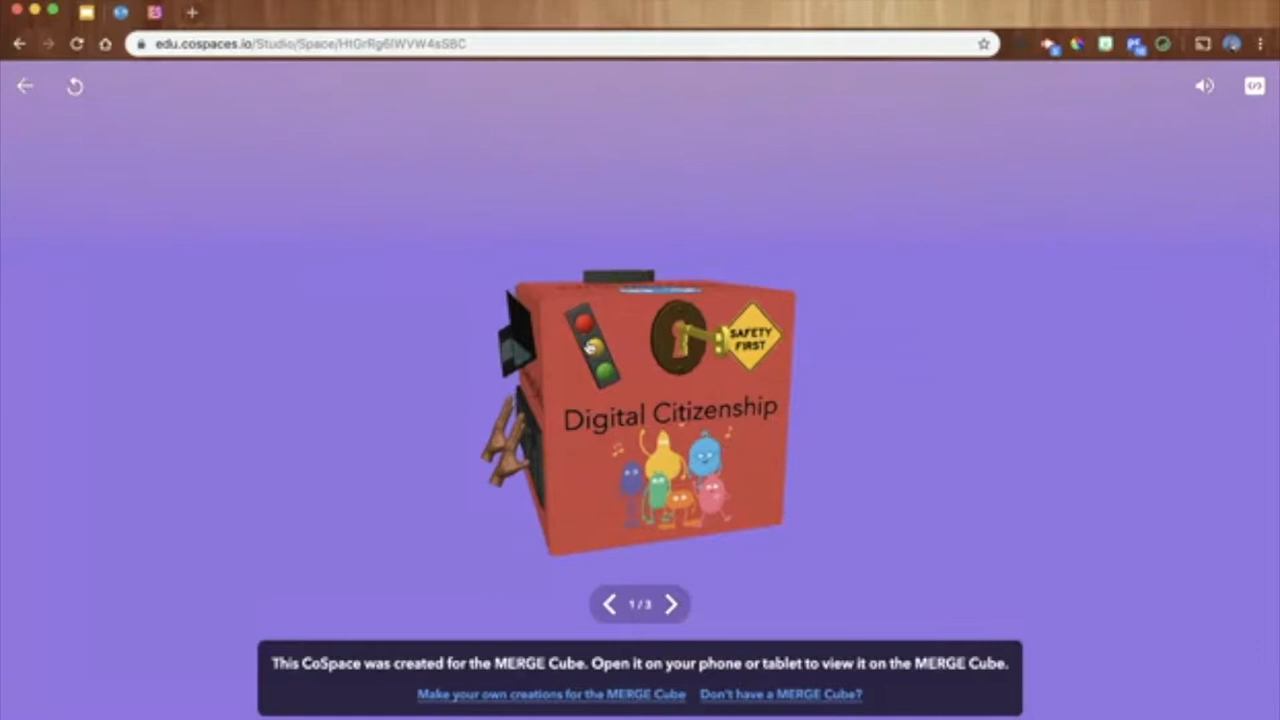 edu.cospaces.io/Studio/Space/
SAFETY
FIRST
Digital Citizenship
1 / 3
This CoSpace was created for the MERGE Cube. Open it on your phone or tablet to view it on the MERGE Cube.
Make your own creations for the MERGE Cube Don't have a MERGE Cube?